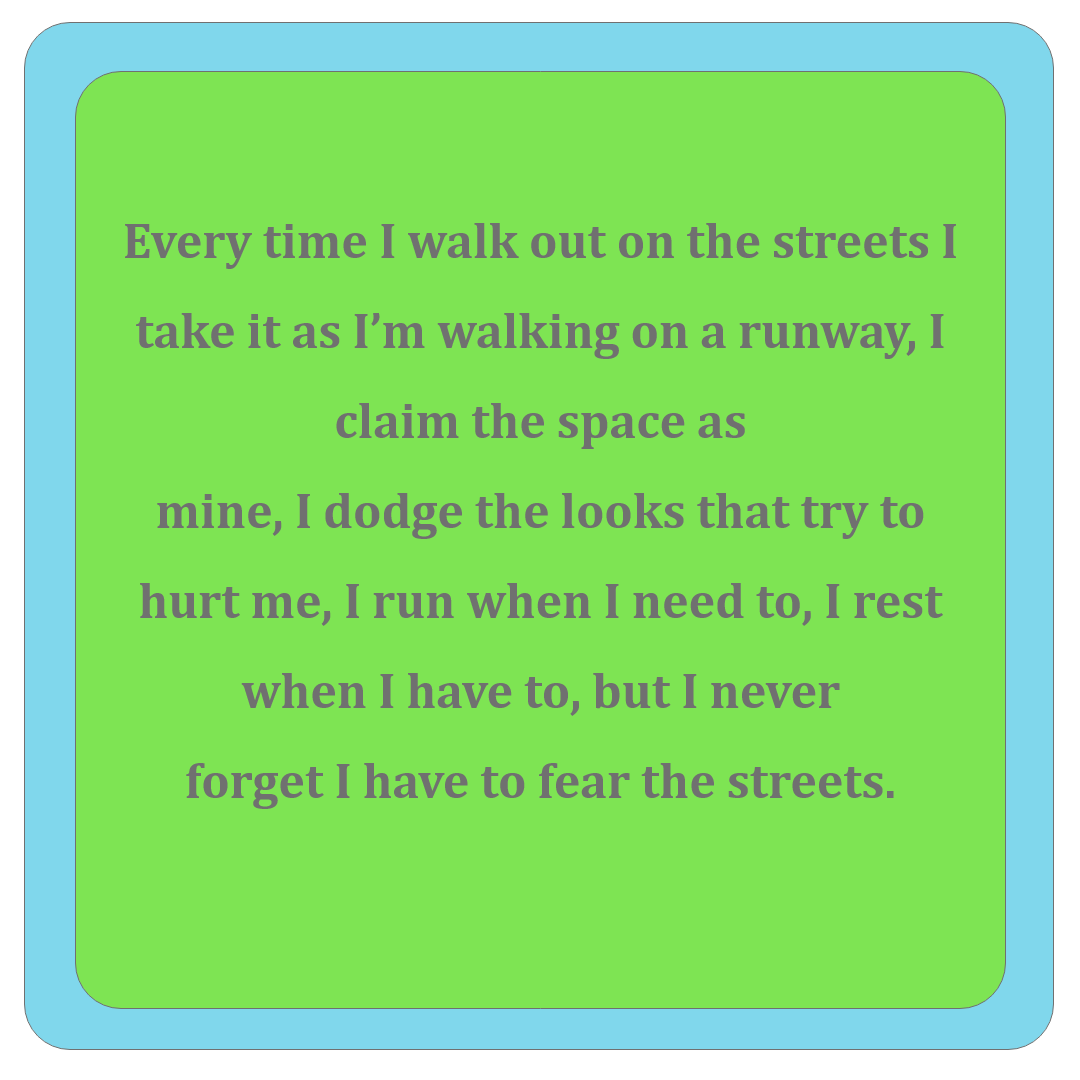 Every time I walk out on the streets I
take it as I’m walking on a runway, I
claim the space as
mine, I dodge the looks that try to
hurt me, I run when I need to, I rest
when I have to, but I never
forget I have to fear the streets.